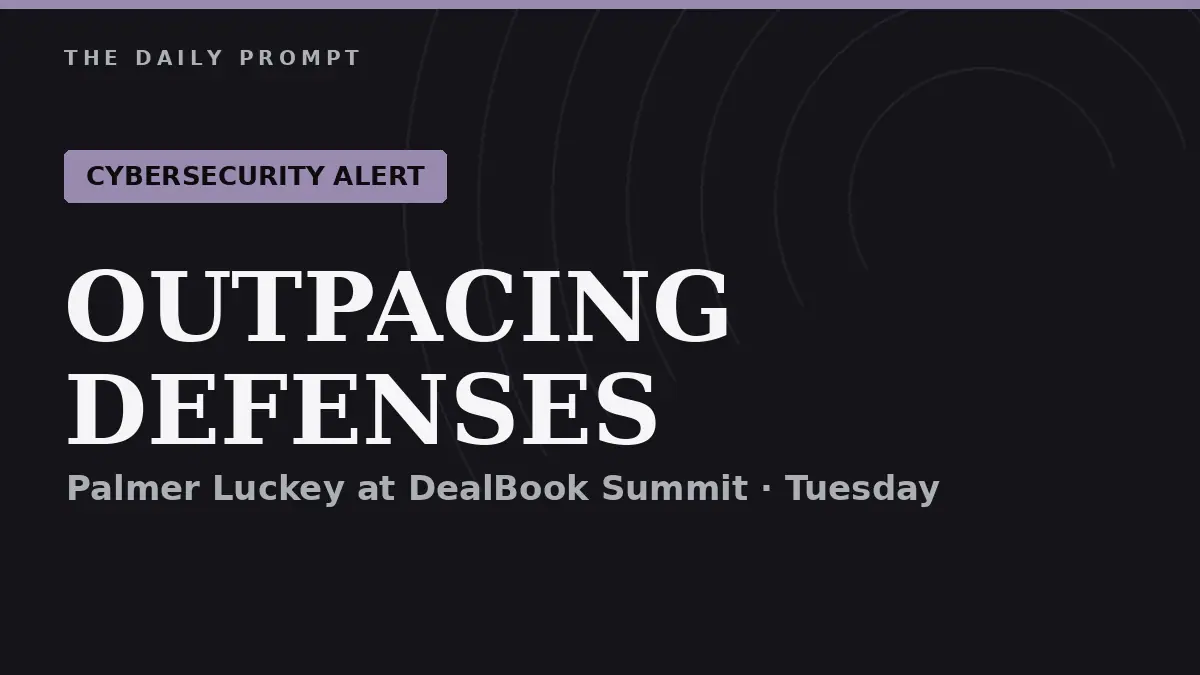 THE DAILY PROMPT
CYBERSECURITY ALERT
OUTPACING
DEFENSES
Palmer Luckey at DealBook Summit · Tuesday